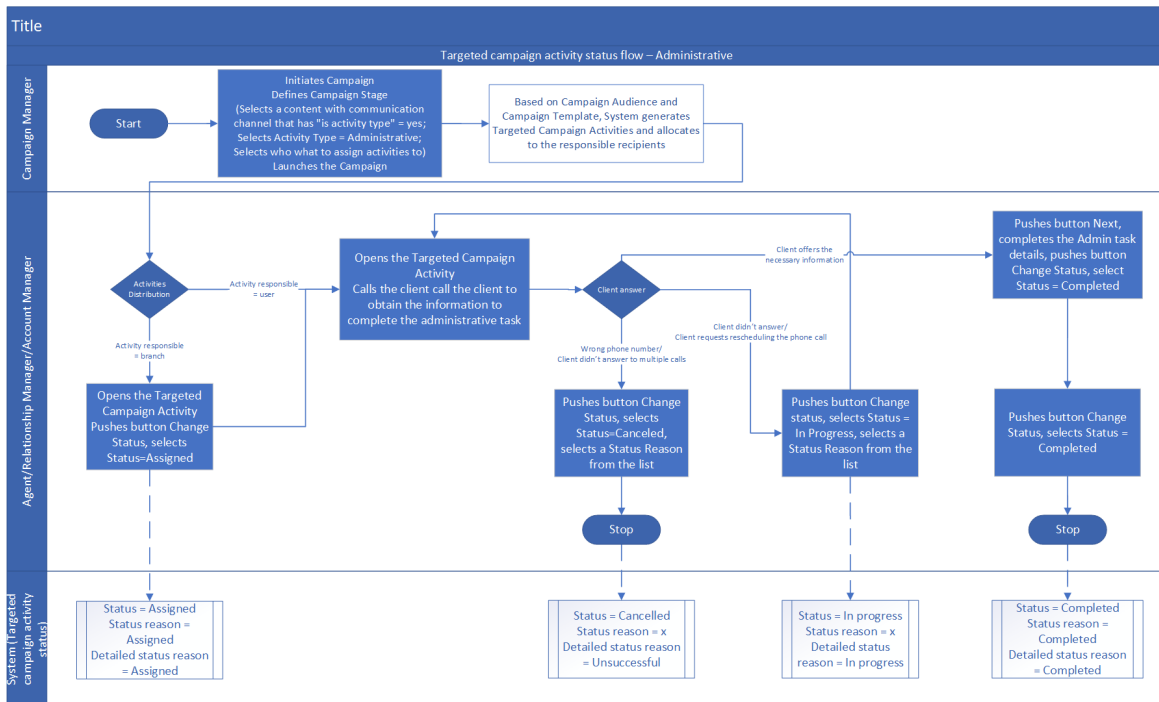 Title
Targeted campaign activity status flow – Administrative
Campaign Manager
Start
Initiates Campaign
Defines Campaign Stage
(Selects a content with communication
channel that has "is activity type" = yes;
Selects Activity Type = Administrative;
Selects who what to assign activities to)
Launches the Campaign
Based on Campaign Audience and
Campaign Template, System generates
Targeted Campaign Activities and allocates
to the responsible recipients
Agent/Relationship Manager/Account Manager
Activities
Distribution
Activity responsible
= user
Activity responsible
= branch
Opens the Targeted
Campaign Activity
Pushes button Change
Status, selects
Status=Assigned
Opens the Targeted Campaign
Activity
Calls the client call the client to
obtain the information to
complete the administrative task
Client answer
Client offers the
necessary information
Client didn't answer/
Client requests rescheduling the phone call
Wrong phone number/
Client didn't answer to multiple calls
Pushes button Change
Status, selects
Status=Canceled,
selects a Status Reason
from the list
Pushes button Change
status, selects Status =
In Progress, selects a
Status Reason from the
list
Pushes button Next,
completes the Admin task
details, pushes button
Change Status, select
Status = Completed
Pushes button Change
Status, selects Status =
Completed
Stop
Stop
System (Targeted
campaign activity
status)
Status = Assigned
Status reason =
Assigned
Detailed status reason
= Assigned
Status = Cancelled
Status reason = x
Detailed status reason
= Unsuccessful
Status = In progress
Status reason = x
Detailed status
reason = In progress
Status = Completed
Status reason =
Completed
Detailed status reason
= Completed